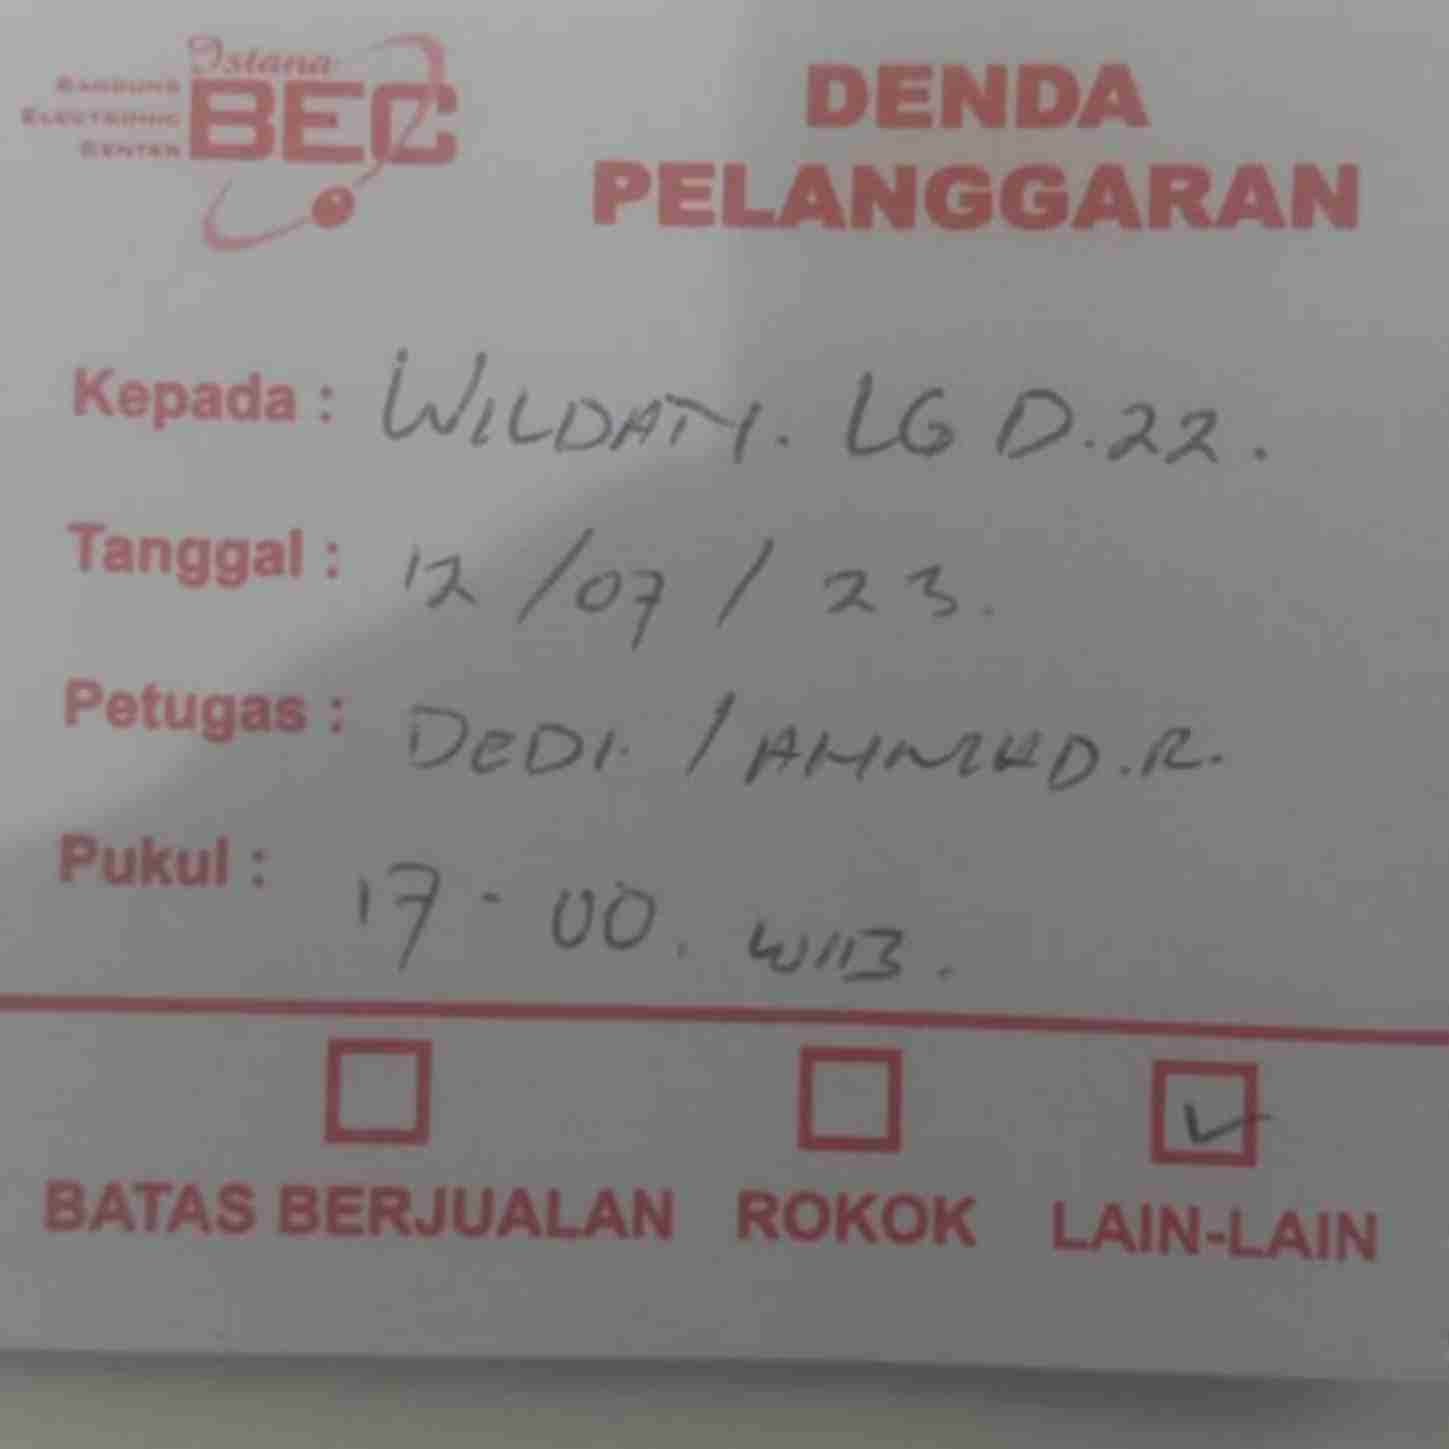 Istana
BANDUNG
ELECTRONIC
CENTER
BEC
DENDA
PELANGGARAN
Kepada : WILDATI. LG D.22.
Tanggal : 12/07/23.
Petugas : DEDI. / AHMAD.R.
Pukul : 17-00. WIB.
BATAS BERJUALAN ROKOK LAIN-LAIN